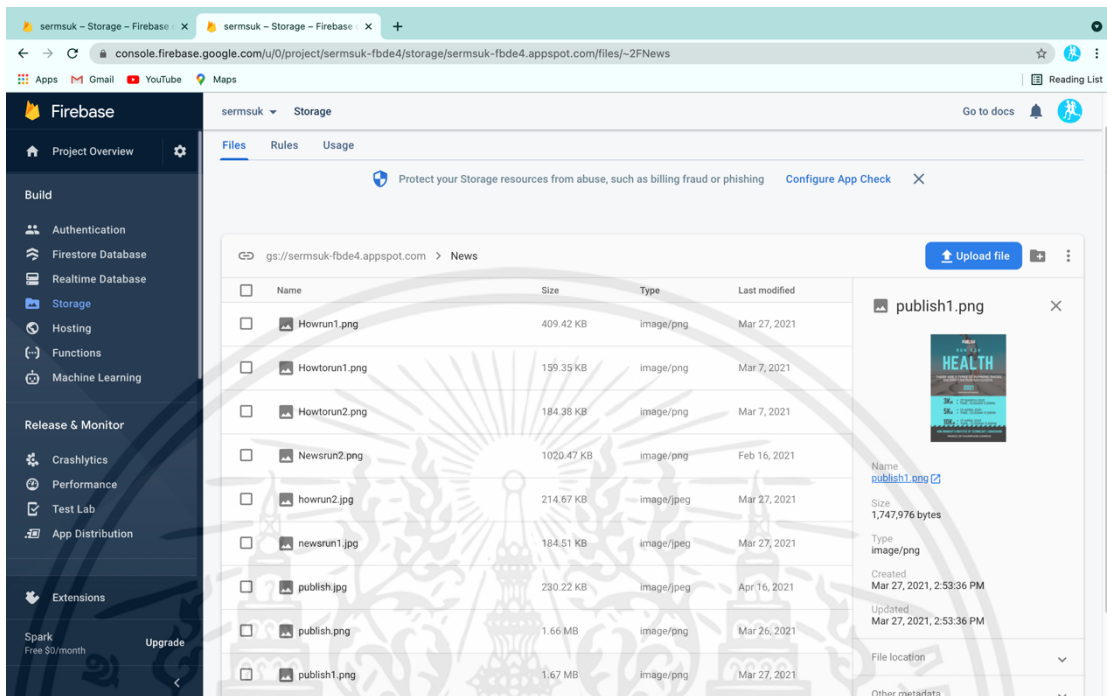 sermsuk – Storage – Firebase
sermsuk – Storage – Firebase
console.firebase.google.com/u/0/project/sermsuk-fbde4/storage/sermsuk-fbde4.appspot.com/files/~2FNews
Apps Gmail YouTube Maps Reading List
Firebase
sermsuk Storage Go to docs
Project Overview
Files Rules Usage
Protect your Storage resources from abuse, such as billing fraud or phishing Configure App Check
Build
Authentication
Firestore Database
Realtime Database
Storage
Hosting
Functions
Machine Learning
Release & Monitor
Crashlytics
Performance
Test Lab
App Distribution
Extensions
Spark
Free $0/month
Upgrade
gs://sermsuk-fbde4.appspot.com > News Upload file
Name Size Type Last modified
Howrun1.png 409.42 KB image/png Mar 27, 2021
Howtorun1.png 159.35 KB image/png Mar 7, 2021
Howtorun2.png 184.38 KB image/png Mar 7, 2021
Newsrun2.png 1020.47 KB image/png Feb 16, 2021
howrun2.jpg 214.67 KB image/jpeg Mar 27, 2021
newsrun1.jpg 184.51 KB image/jpeg Mar 27, 2021
publish.jpg 230.22 KB image/jpeg Apr 16, 2021
publish.png 1.66 MB image/png Mar 26, 2021
publish1.png 1.67 MB image/png Mar 27, 2021
publish1.png
HEALTH
2021
3K
5K
10K
Name
publish1.png
Size
1,747,976 bytes
Type
image/png
Created
Mar 27, 2021, 2:53:36 PM
Updated
Mar 27, 2021, 2:53:36 PM
File location
Other metadata